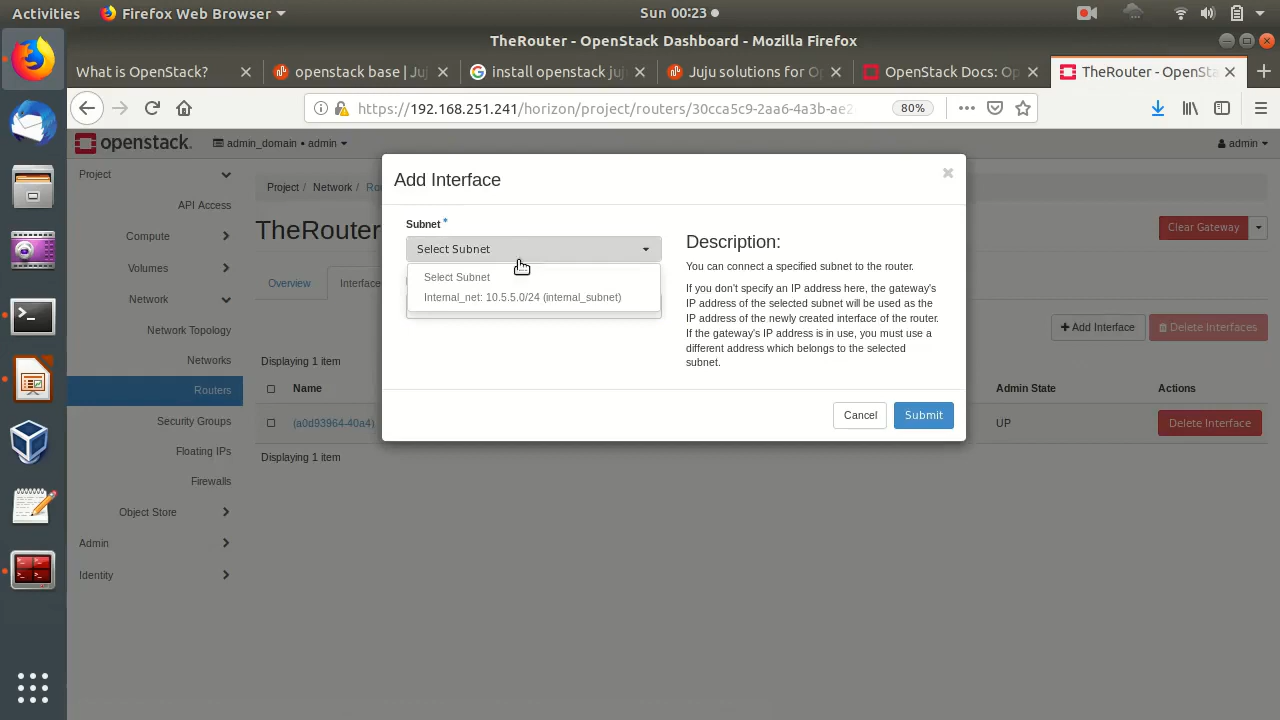 Activities
Firefox Web Browser
Sun 00:23
TheRouter - OpenStack Dashboard - Mozilla Firefox
What is OpenStack?
openstack base | Juj
install openstack juj
Juju solutions for Op
OpenStack Docs: Op
TheRouter - OpenSta
https://192.168.251.241/horizon/project/routers/30cca5c9-2aa6-4a3b-ae2
80%
openstack.
admin_domain • admin
admin
Project
API Access
Compute
Volumes
Network
Network Topology
Networks
Routers
Security Groups
Floating IPs
Firewalls
Object Store
Admin
Identity
Project / Network / Ro
TheRouter
Clear Gateway
Overview
Interface
+ Add Interface
Delete Interfaces
Displaying 1 item
Name
Admin State
Actions
(a0d93964-40a4)
UP
Delete Interface
Displaying 1 item
Add Interface
×
Subnet *
Select Subnet
Select Subnet
Internal_net: 10.5.5.0/24 (internal_subnet)
Description:
You can connect a specified subnet to the router.
If you don't specify an IP address here, the gateway's
IP address of the selected subnet will be used as the
IP address of the newly created interface of the router.
If the gateway's IP address is in use, you must use a
different address which belongs to the selected
subnet.
Cancel
Submit